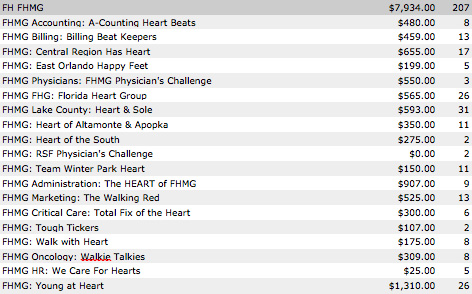 FH FHMG $7,934.00 207
FHMG Accounting: A-Counting Heart Beats $480.00 8
FHMG Billing: Billing Beat Keepers $459.00 13
FHMG: Central Region Has Heart $655.00 17
FHMG: East Orlando Happy Feet $199.00 5
FHMG Physicians: FHMG Physician's Challenge $550.00 3
FHMG FHG: Florida Heart Group $565.00 26
FHMG Lake County: Heart & Sole $593.00 31
FHMG: Heart of Altamonte & Apopka $350.00 11
FHMG: Heart of the South $275.00 2
FHMG: RSF Physician's Challenge $0.00 2
FHMG: Team Winter Park Heart $150.00 11
FHMG Administration: The HEART of FHMG $907.00 9
FHMG Marketing: The Walking Red $525.00 13
FHMG Critical Care: Total Fix of the Heart $300.00 6
FHMG: Tough Tickers $107.00 2
FHMG: Walk with Heart $175.00 8
FHMG Oncology: Walkie Talkies $309.00 8
FHMG HR: We Care For Hearts $25.00 5
FHMG: Young at Heart $1,310.00 26